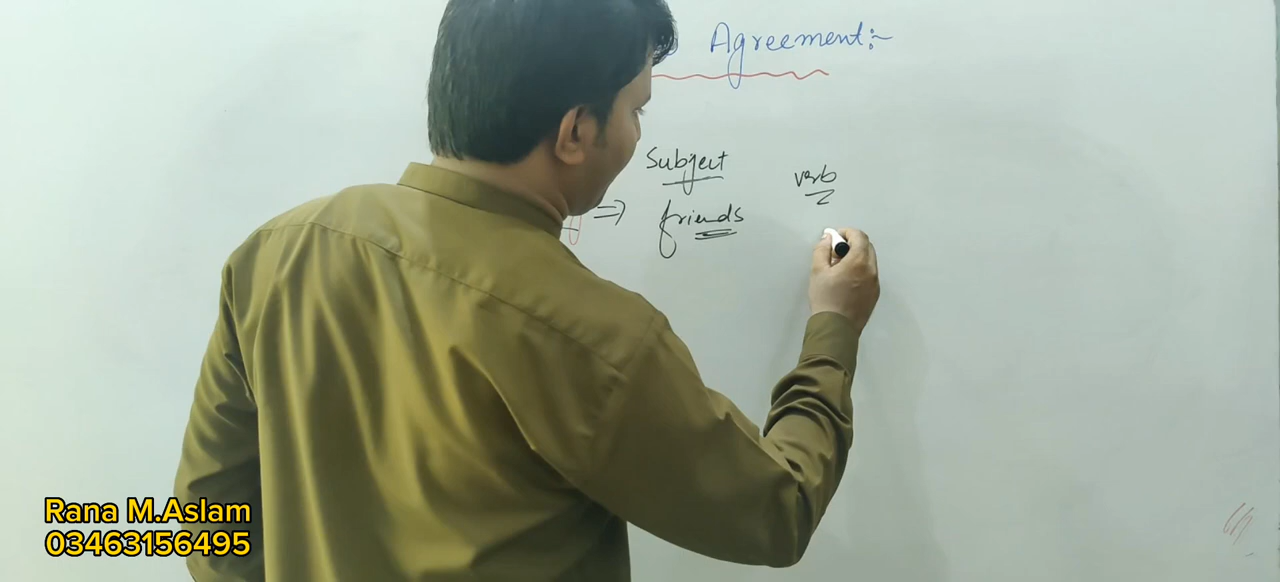 Agreement:-
Subject verb
=> friends
Rana M.Aslam
03463156495